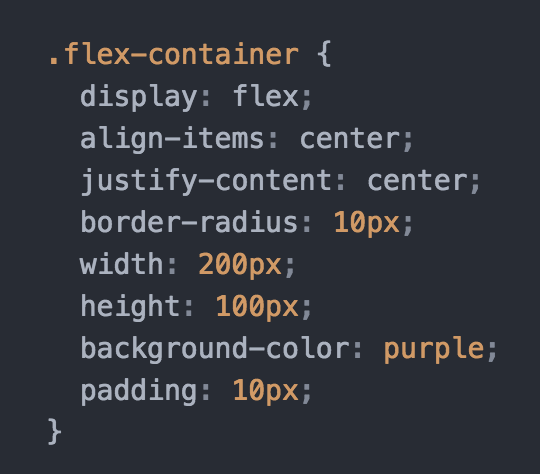 .flex-container {
  display: flex;
  align-items: center;
  justify-content: center;
  border-radius: 10px;
  width: 200px;
  height: 100px;
  background-color: purple;
  padding: 10px;
}